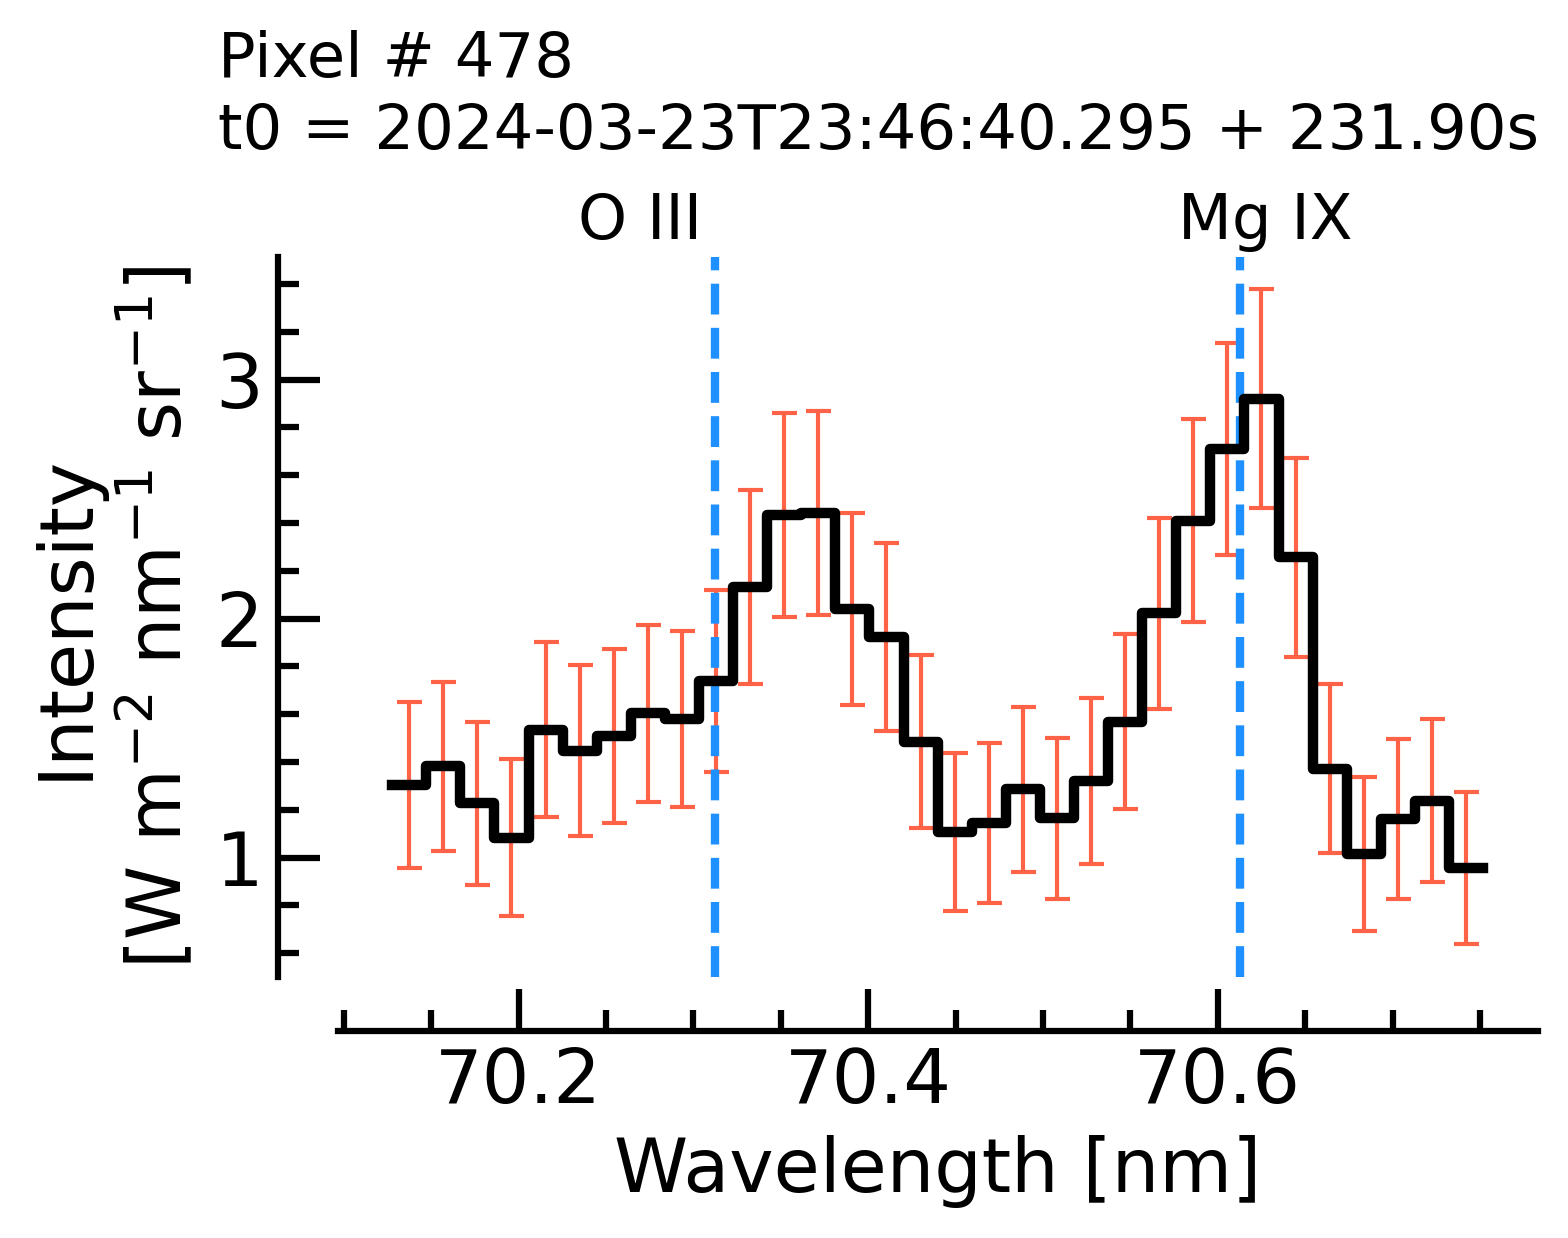 Pixel # 478
t0 = 2024-03-23T23:46:40.295 + 231.90s
O III
Mg IX
Intensity
[W m⁻² nm⁻¹ sr⁻¹]
3
2
1
70.2
70.4
70.6
Wavelength [nm]